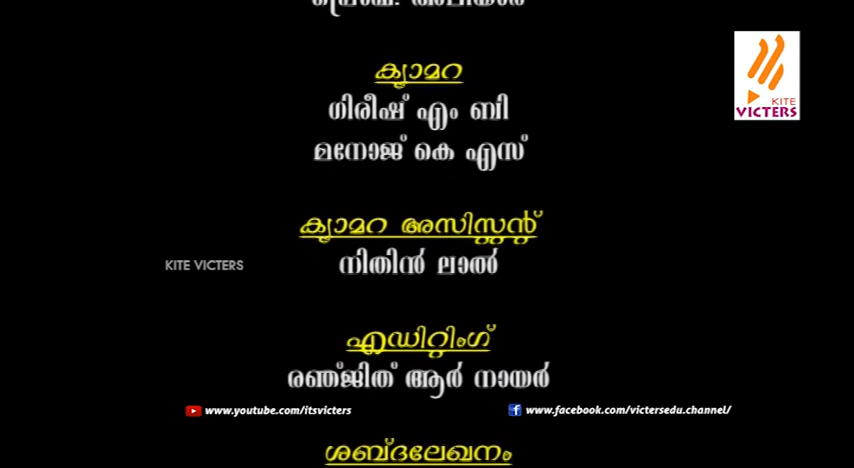 ക്യാമറ
ഗിരീഷ് എം ബി
മനോജ് കെ എസ്
ക്യാമറ അസിസ്റ്റന്റ്
നിതിൻ ലാൽ
എഡിറ്റിംഗ്
രഞ്ജിത് ആർ നായർ
ശബ്ദലേഖനം
KITE
VICTERS
KITE VICTERS
www.youtube.com/itsvicters
www.facebook.com/victersedu.channel/